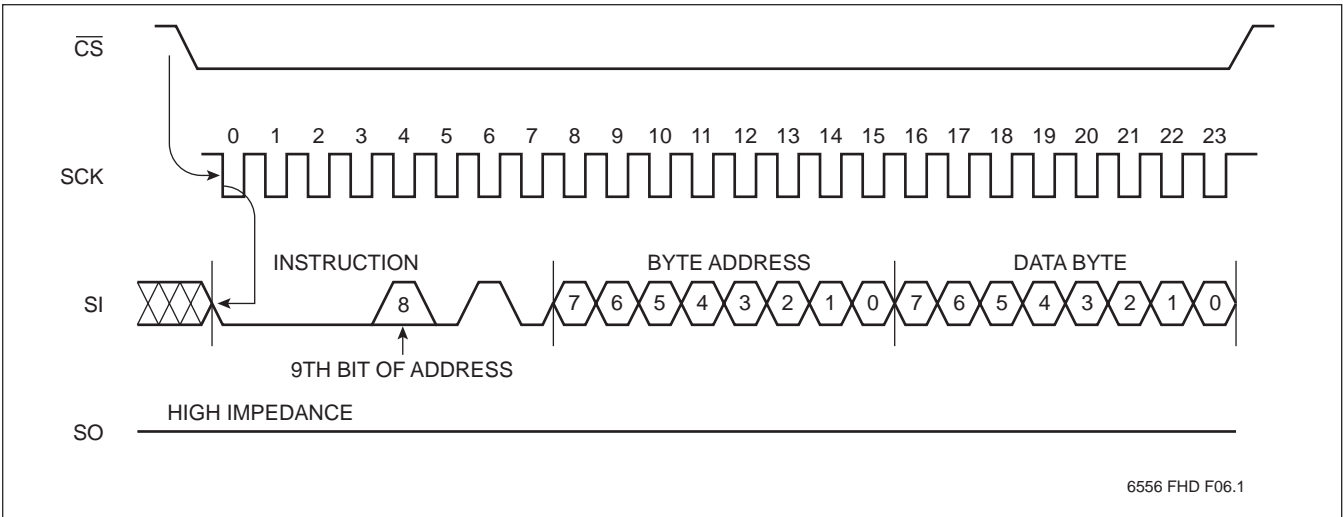 CS
0 1 2 3 4 5 6 7 8 9 10 11 12 13 14 15 16 17 18 19 20 21 22 23
SCK
INSTRUCTION BYTE ADDRESS DATA BYTE
SI 8 7 6 5 4 3 2 1 0 7 6 5 4 3 2 1 0
9TH BIT OF ADDRESS
HIGH IMPEDANCE
SO
6556 FHD F06.1